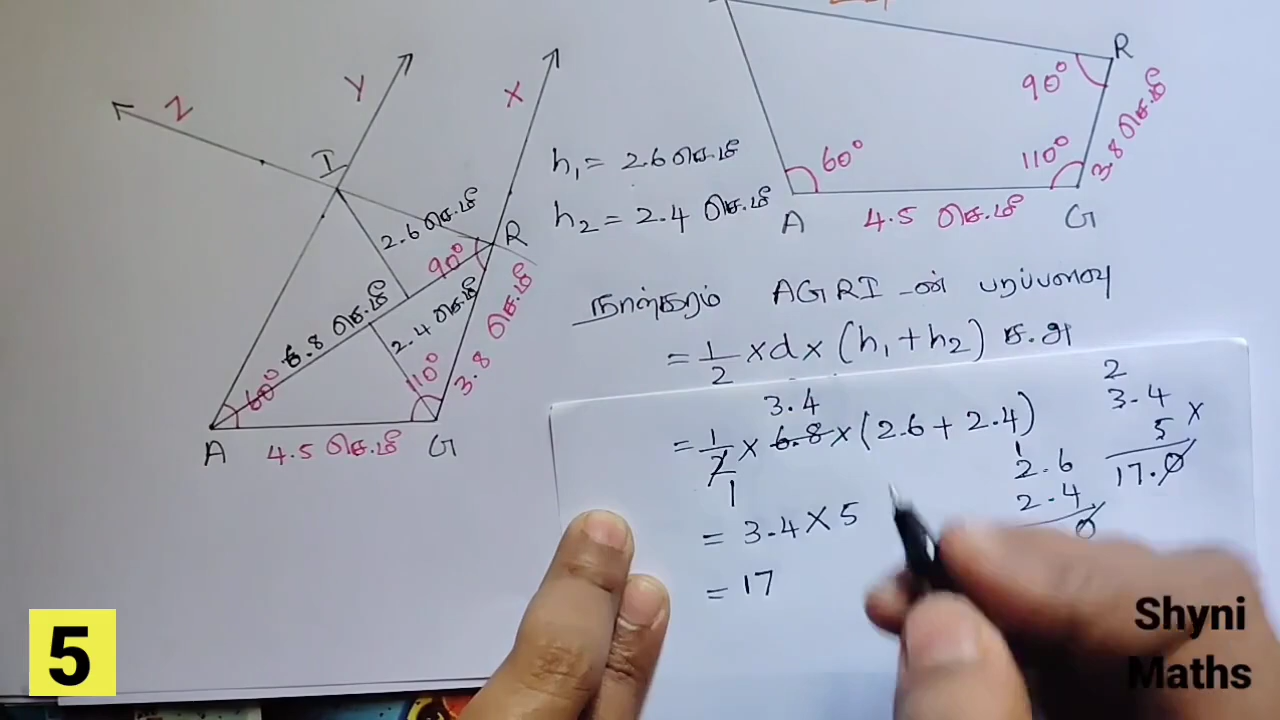 Z
Y
X
I
R
2.6 செ.மீ
90°
6.8 செ.மீ
2.4 செ.மீ
3.8 செ.மீ
60°
110°
A
4.5 செ.மீ
G
R
90°
3.8 செ.மீ
60°
110°
A
4.5 செ.மீ
G
h₁ = 2.6 செ.மீ
h₂ = 2.4 செ.மீ
நாற்கரம் AGRI -ன் பரப்பளவு
= 1/2 × d × (h₁ + h₂) ச.அ
3.4
= 1/2 × 6.8 × (2.6 + 2.4)
1
= 3.4 × 5
= 17
1
2.6
2.4
0
2
3.4
5 ×
17.0
5
Shyni
Maths